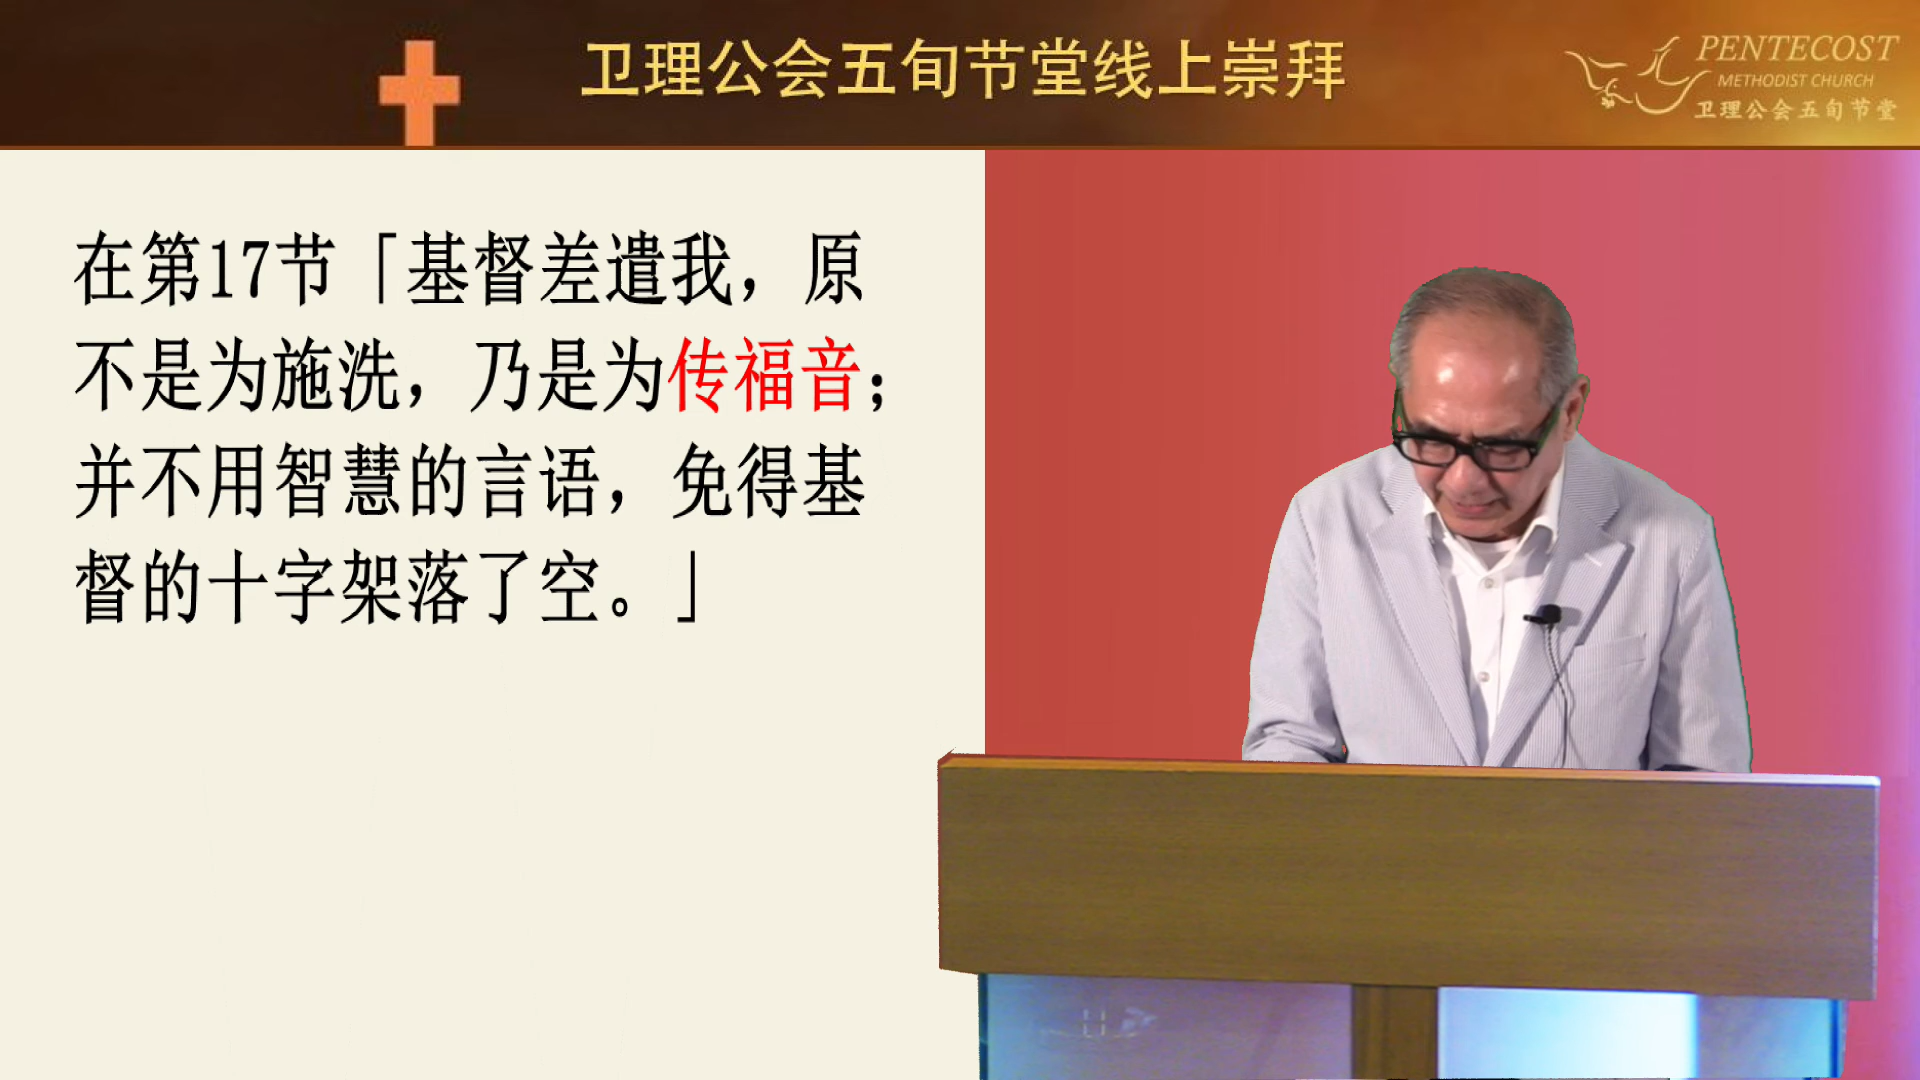 卫理公会五旬节堂线上崇拜
PENTECOST
METHODIST CHURCH
卫理公会五旬节堂
在第17节「基督差遣我，原
不是为施洗，乃是为传福音；
并不用智慧的言语，免得基
督的十字架落了空。」